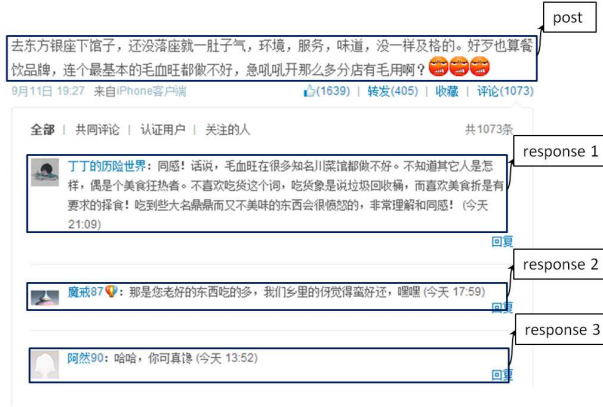 post
去东方银座下馆子，还没落座就一肚子气，环境，服务，味道，没一样及格的。好歹也算餐
饮品牌，连个最基本的毛血旺都做不好，急吼吼开那么多分店有毛用啊？
9月11日 19:27 来自iPhone客户端 (1639) | 转发(405) | 收藏 | 评论(1073)
全部 | 共同评论 | 认证用户 | 关注的人 共1073条
response 1
丁丁的历险世界：同感！话说，毛血旺在很多知名川菜馆都做不好。不知道其它人是怎
样，偶是个美食狂热者。不喜欢吃货这个词，吃货象是说垃圾回收桶，而喜欢美食折是有
要求的择食！吃到些大名鼎鼎而又不美味的东西会很愤怒的，非常理解和同感！ (今天
21:09)
回复
response 2
魔戒87：那是您老好的东西吃的多，我们乡里的伢觉得蛮好还，嘿嘿 (今天 17:59)
回复
response 3
阿然90：哈哈，你可真馋 (今天 13:52)
回复